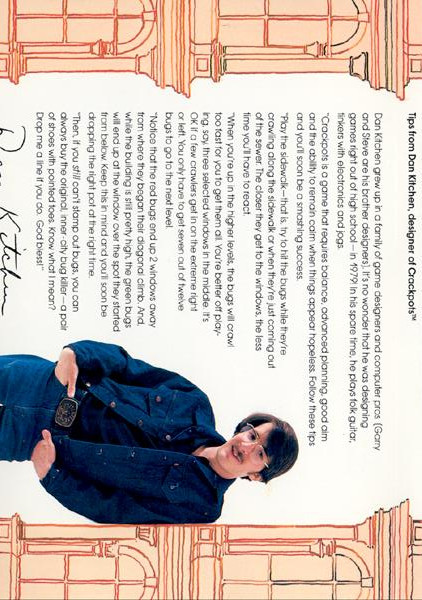 Tips from Dan Kitchen, designer of Crackpots™
Dan Kitchen grew up in a family of game designers and computer pros (Garry
and Steve are his brother designers). It's no wonder that he was designing
games right out of high school — in 1979! In his spare time, he plays folk guitar,
tinkers with electronics and jogs.
"Crackpots is a game that requires balance, advanced planning, good aim
and the ability to remain calm when things appear hopeless. Follow these tips
and you'll soon be a smashing success.
"Play the sidewalk — that is, try to hit the bugs while they're
crawling along the sidewalk or when they're just coming out
of the sewer. The closer they get to the windows, the less
time you'll have to react.
"When you're up in the higher levels, the bugs will crawl
too fast for you to get them all. You're better off play-
ing, say, three selected windows in the middle. It's
OK if a few crawlers get in on the extreme right
or left. You only have to get seven out of twelve
bugs to go to the next level.
"Notice that the red bugs wind up 2 windows away
from where they began their diagonal climb. And,
while the building is still pretty high, the green bugs
will end up at the window over the spot they started
from below. Keep this in mind and you'll soon be
dropping the right pot at the right time.
"Then, if you still can't stamp out bugs, you can
always buy the original, inner-city bug killer — a pair
of shoes with pointed toes. Know what I mean?
Drop me a line if you do. God bless!"
Dan Kitchen